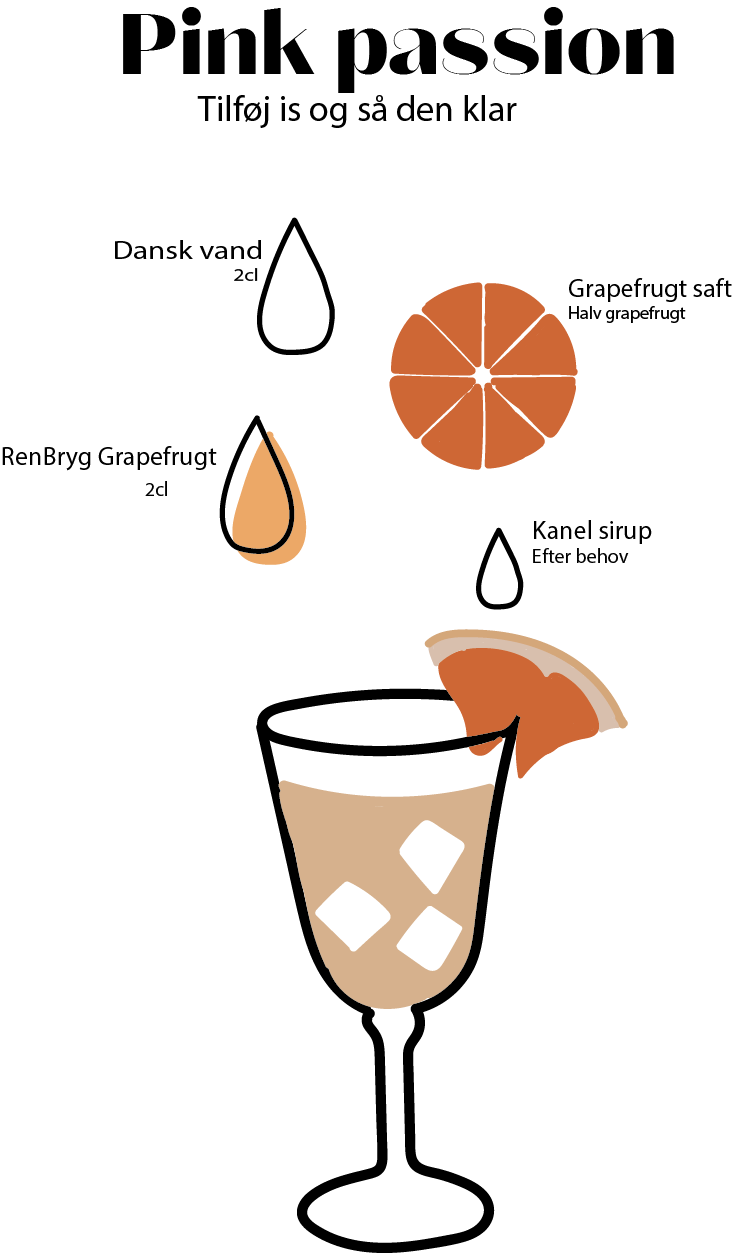 Pink passion
Tilføj is og så den klar
Dansk vand
2cl
Grapefrugt saft
Halv grapefrugt
RenBryg Grapefrugt
2cl
Kanel sirup
Efter behov